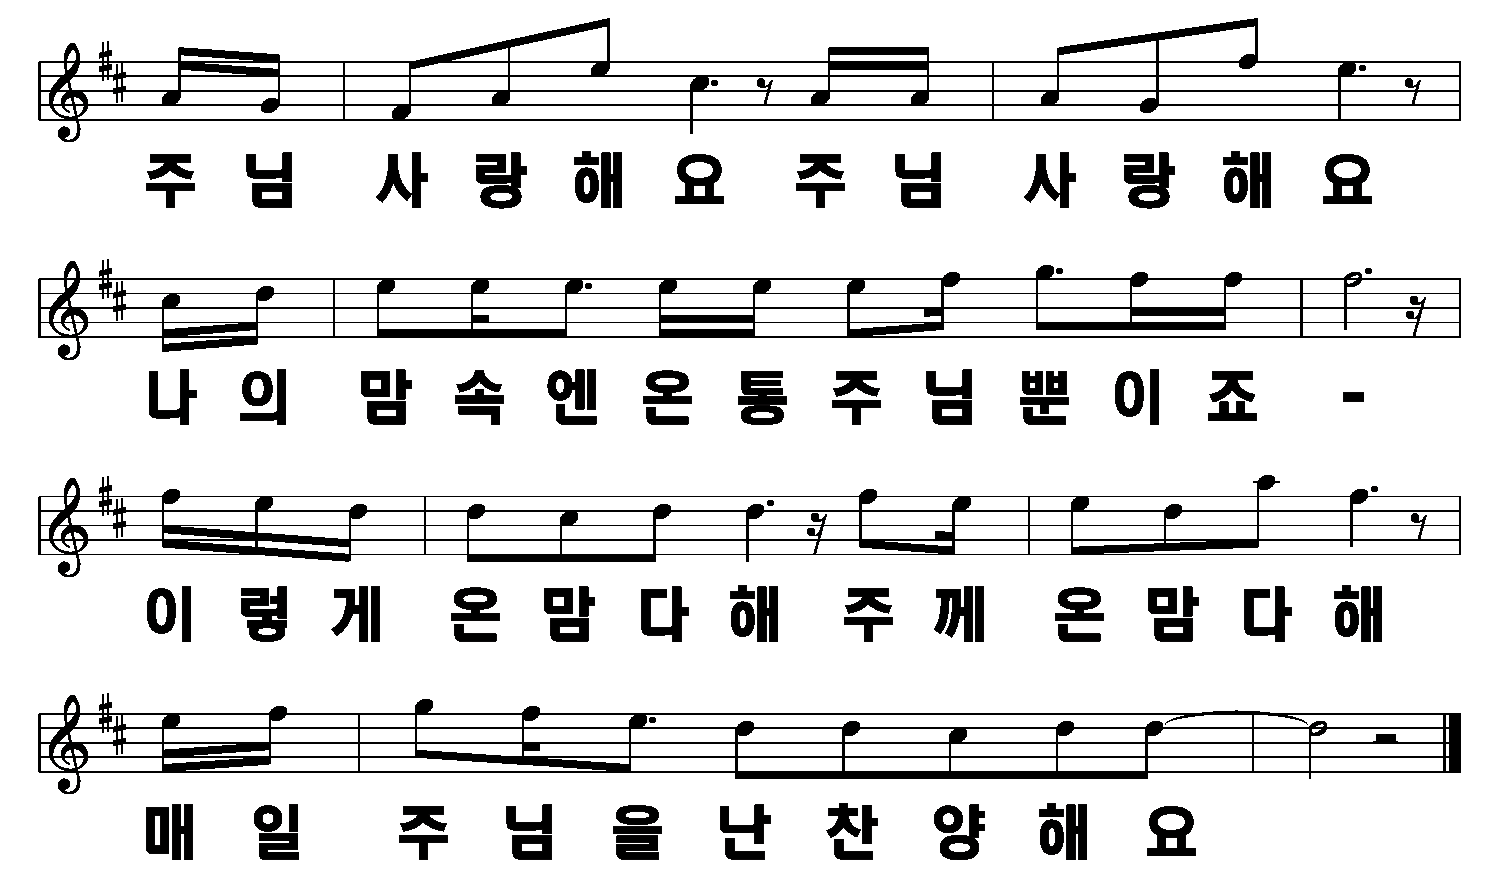 주님 사랑해요 주님 사랑해요
나의 맘속엔 온통 주님뿐이죠 -
이렇게 온맘다해 주께 온맘다해
매일 주님을 난 찬양해요